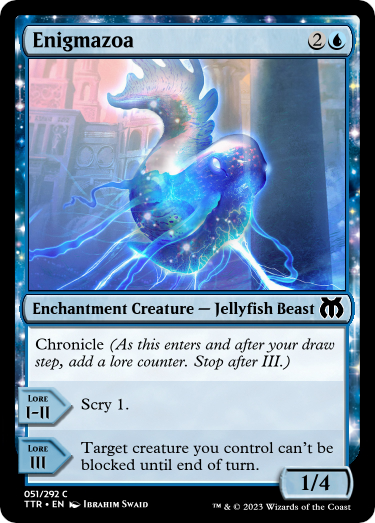 Enigmazoa 2
Enchantment Creature — Jellyfish Beast
Chronicle (As this enters and after your draw
step, add a lore counter. Stop after III.)
LORE
I-II
Scry 1.
LORE
III
Target creature you control can't be
blocked until end of turn.
1/4
051/292 C
TTR • EN IBRAHIM SWAID
™ & © 2023 Wizards of the Coast